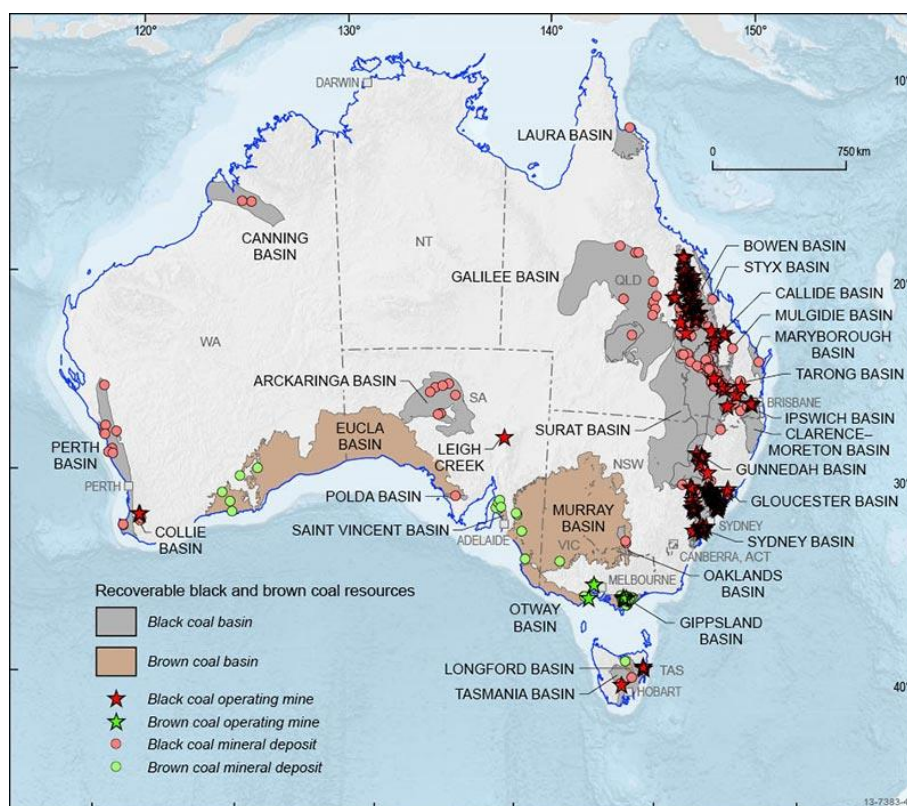 120°
130°
140°
150°
10°
DARWIN
LAURA BASIN
0
750 km
CANNING
BASIN
NT
BOWEN BASIN
STYX BASIN
GALILEE BASIN
QLD
20°
CALLIDE BASIN
MULGIDIE BASIN
MARYBOROUGH
BASIN
WA
ARCKARINGA BASIN
SA
TARONG BASIN
BRISBANE
EUCLA
BASIN
SURAT BASIN
IPSWICH BASIN
CLARENCE–
MORETON BASIN
PERTH
BASIN
LEIGH
CREEK
NSW
GUNNEDAH BASIN
30°
PERTH
POLDA BASIN
MURRAY
BASIN
GLOUCESTER BASIN
COLLIE
BASIN
SAINT VINCENT BASIN
ADELAIDE
SYDNEY
SYDNEY BASIN
VIC
CANBERRA, ACT
OAKLANDS
BASIN
MELBOURNE
OTWAY
BASIN
GIPPSLAND
BASIN
LONGFORD BASIN
TAS
TASMANIA BASIN
HOBART
40°
Recoverable black and brown coal resources
Black coal basin
Brown coal basin
Black coal operating mine
Brown coal operating mine
Black coal mineral deposit
Brown coal mineral deposit